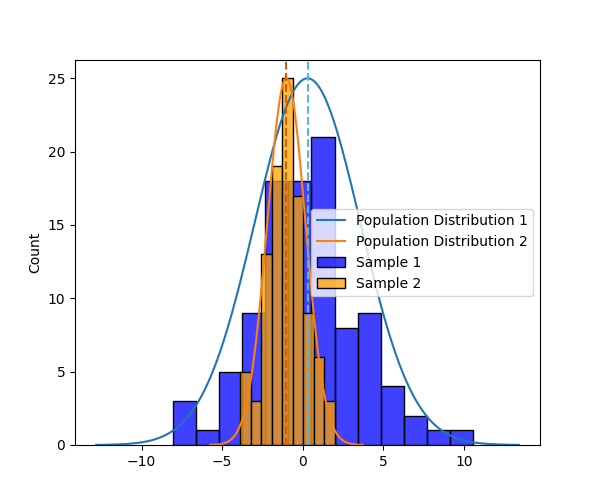 25
20
15
10
5
0
Count
Population Distribution 1
Population Distribution 2
Sample 1
Sample 2
−10
−5
0
5
10